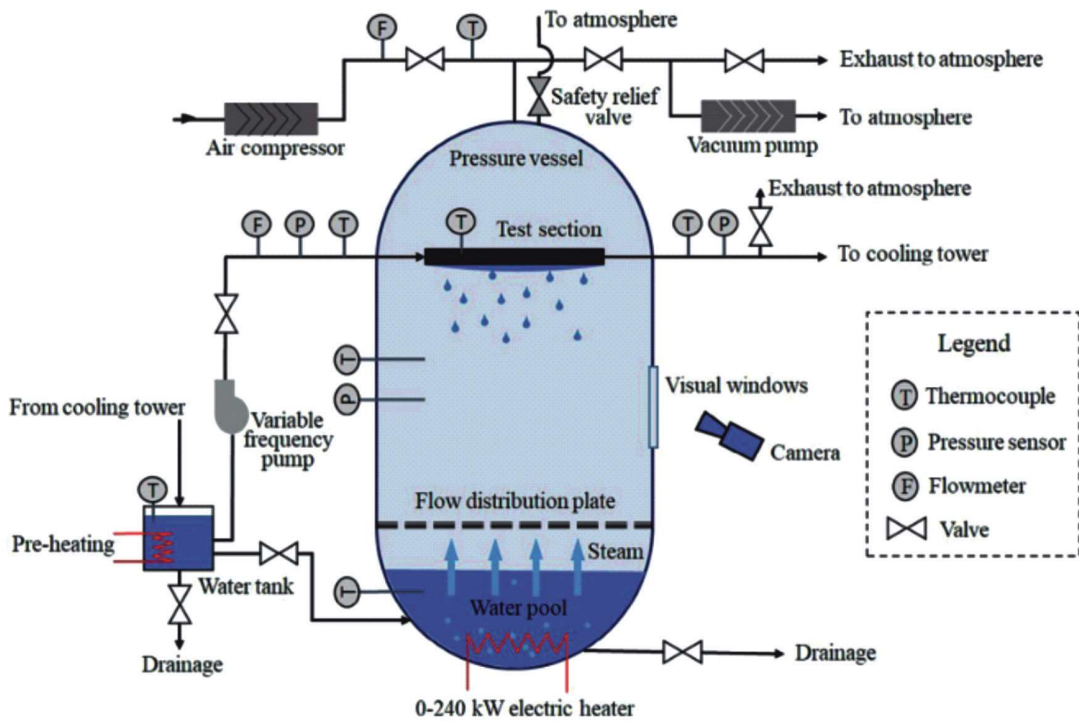 To atmosphere
F
T
Exhaust to atmosphere
Safety relief
valve
To atmosphere
Air compressor
Vacuum pump
Pressure vessel
Exhaust to atmosphere
F
P
T
T
Test section
T
P
To cooling tower
Legend
T
Thermocouple
P
Pressure sensor
F
Flowmeter
Valve
T
P
Visual windows
Camera
From cooling tower
Variable
frequency
pump
T
Pre-heating
Water tank
Drainage
Flow distribution plate
Steam
T
Water pool
Drainage
0-240 kW electric heater